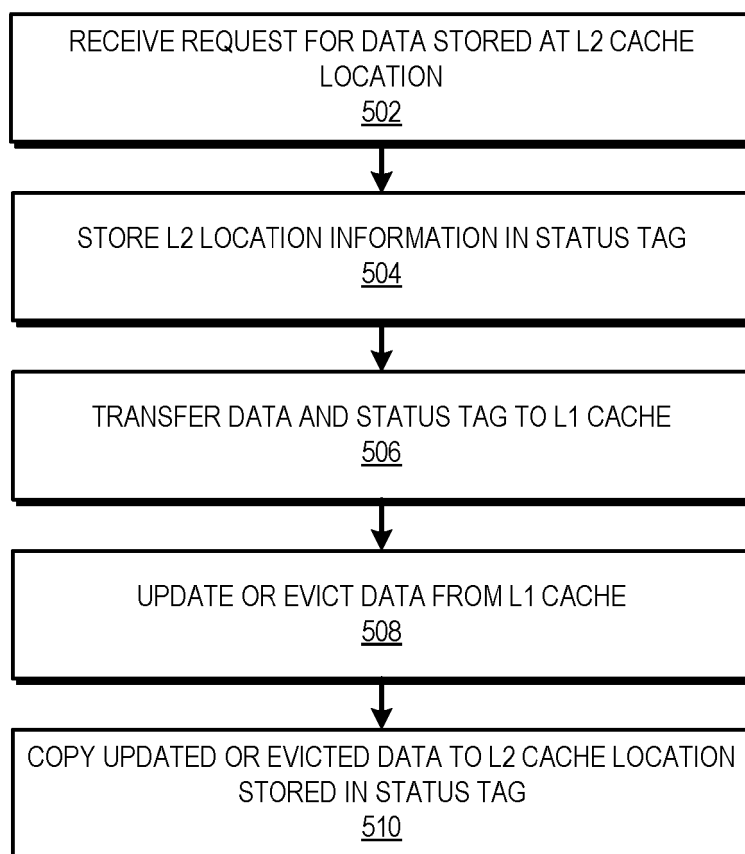 RECEIVE REQUEST FOR DATA STORED AT L2 CACHE
LOCATION
502
STORE L2 LOCATION INFORMATION IN STATUS TAG
504
TRANSFER DATA AND STATUS TAG TO L1 CACHE
506
UPDATE OR EVICT DATA FROM L1 CACHE
508
COPY UPDATED OR EVICTED DATA TO L2 CACHE LOCATION
STORED IN STATUS TAG
510